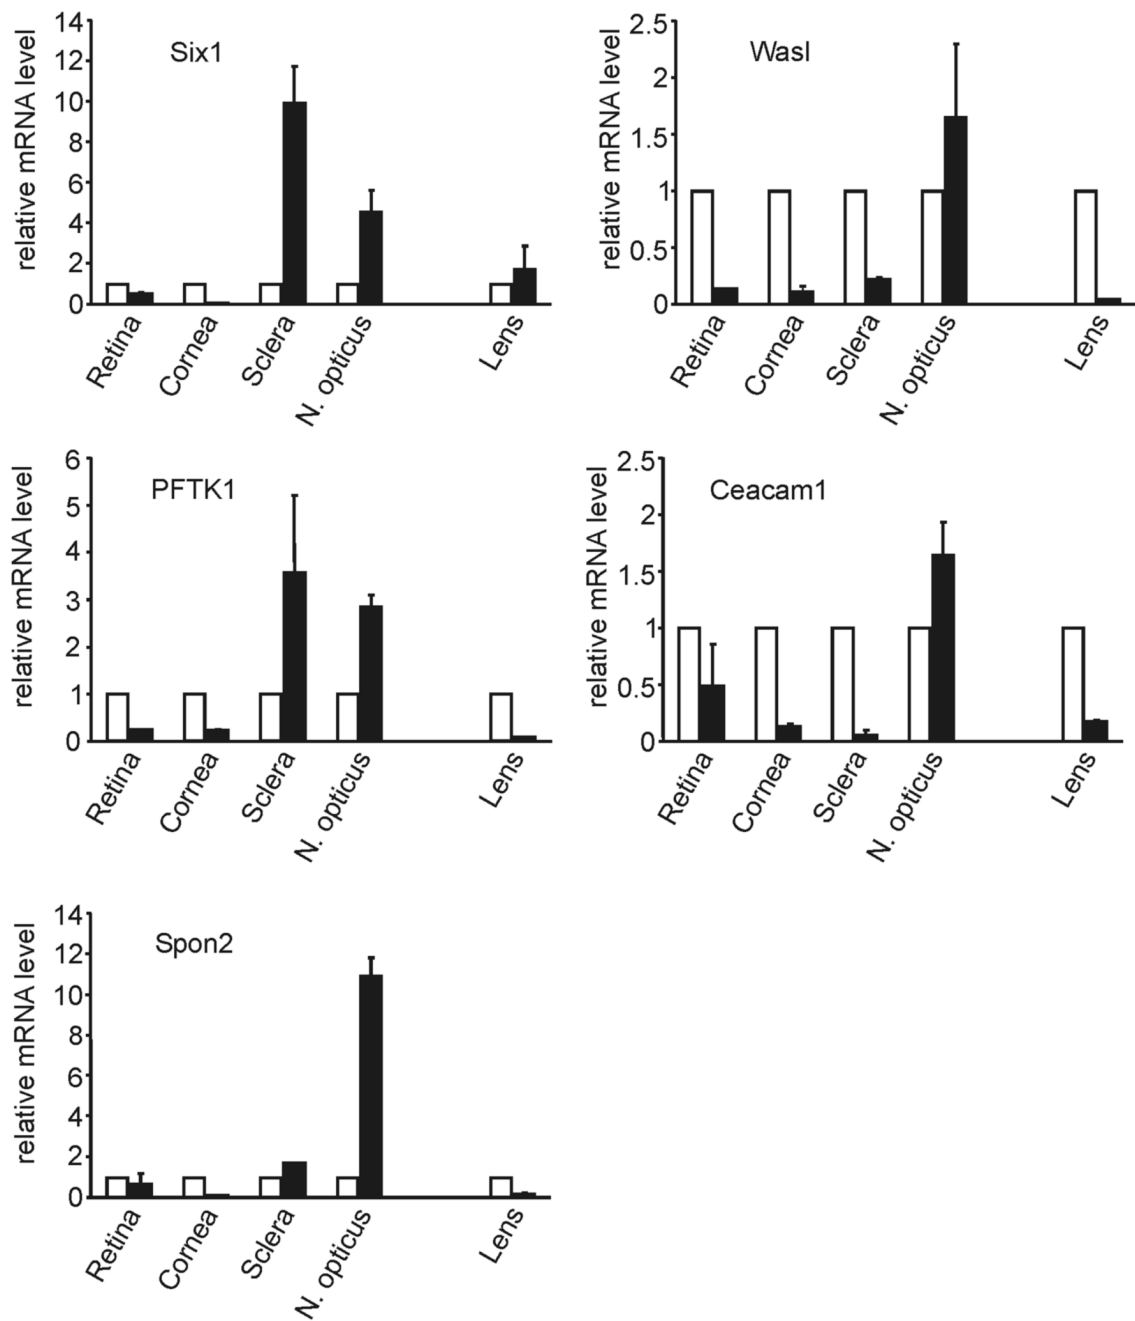 Six1
relative mRNA level
14
12
10
8
6
4
2
0
Retina
Cornea
Sclera
N. opticus
Lens
Wasl
relative mRNA level
2.5
2
1.5
1
0.5
0
Retina
Cornea
Sclera
N. opticus
Lens
PFTK1
relative mRNA level
6
5
4
3
2
1
0
Retina
Cornea
Sclera
N. opticus
Lens
Ceacam1
relative mRNA level
2.5
2
1.5
1
0.5
0
Retina
Cornea
Sclera
N. opticus
Lens
Spon2
relative mRNA level
14
12
10
8
6
4
2
0
Retina
Cornea
Sclera
N. opticus
Lens